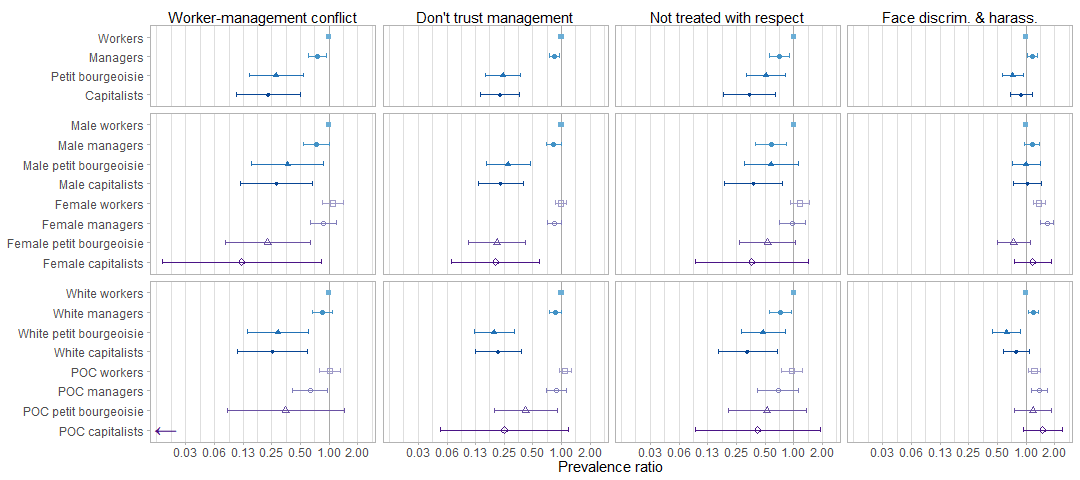 Worker-management conflict Don't trust management Not treated with respect Face discrim. & harass.
Workers
Managers
Petit bourgeoisie
Capitalists
Male workers
Male managers
Male petit bourgeoisie
Male capitalists
Female workers
Female managers
Female petit bourgeoisie
Female capitalists
White workers
White managers
White petit bourgeoisie
White capitalists
POC workers
POC managers
POC petit bourgeoisie
POC capitalists
0.03 0.06 0.13 0.25 0.50 1.00 2.00 0.03 0.06 0.13 0.25 0.50 1.00 2.00 0.03 0.06 0.13 0.25 0.50 1.00 2.00 0.03 0.06 0.13 0.25 0.50 1.00 2.00
Prevalence ratio